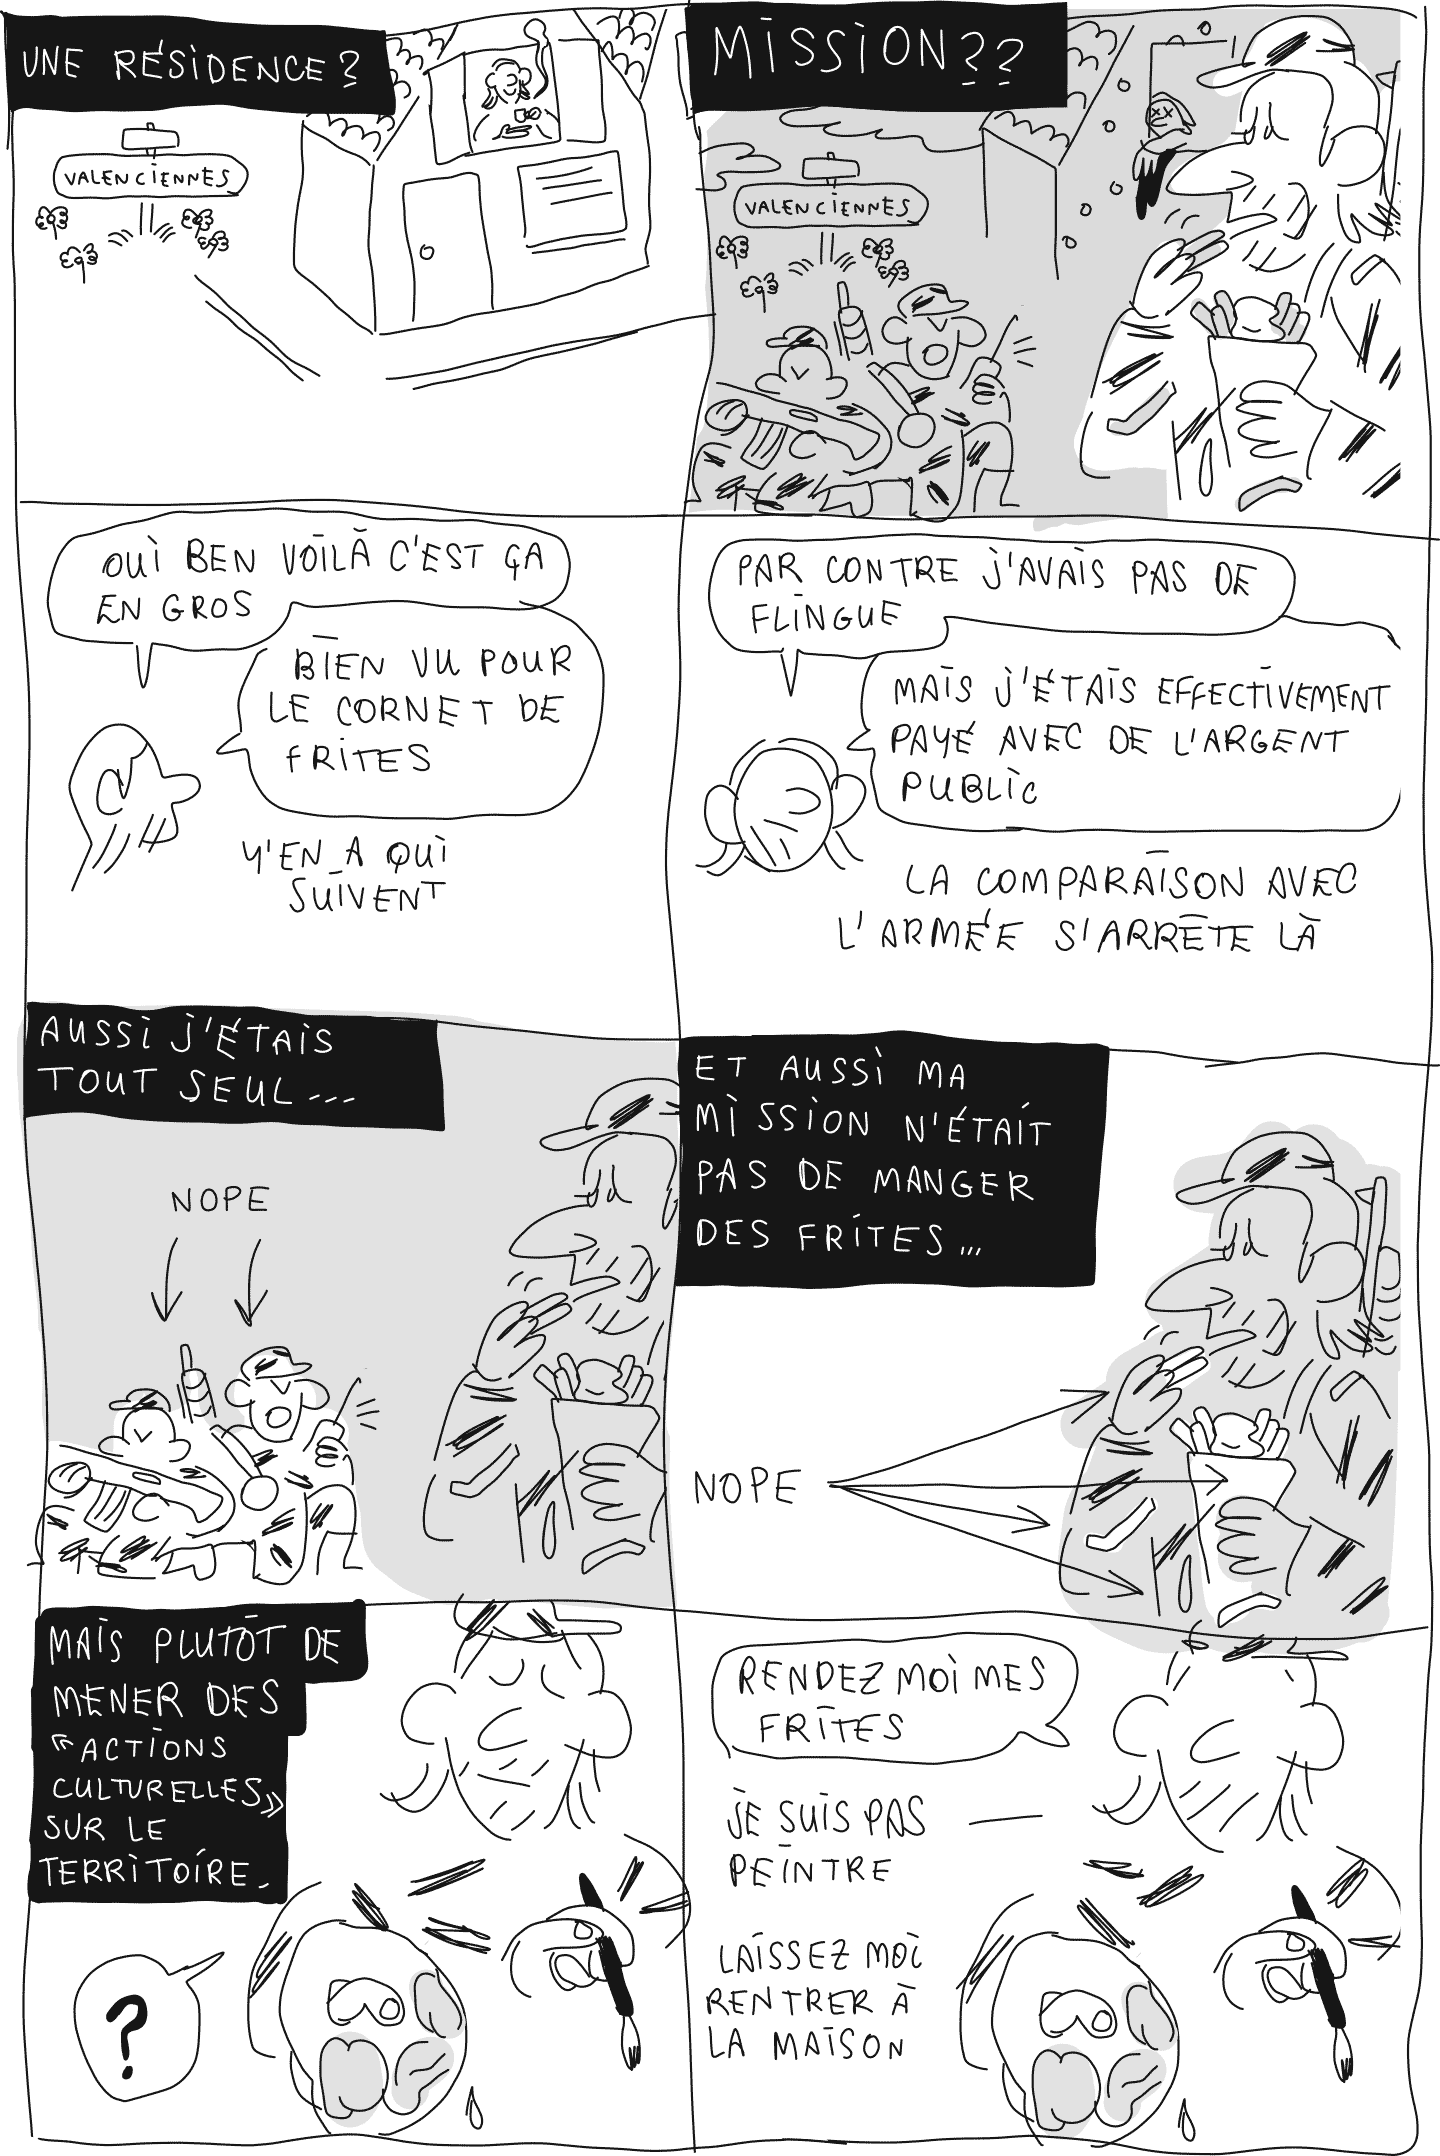 UNE RÉSIDENCE ?
VALENCIENNES
MISSION??
VALENCIENNES
OUI BEN VOILÀ C'EST ÇA
EN GROS
BIEN VU POUR
LE CORNET DE
FRITES
Y'EN A QUI
SUIVENT
PAR CONTRE J'AVAIS PAS DE
FLINGUE
MAIS J'ÉTAIS EFFECTIVEMENT
PAYÉ AVEC DE L'ARGENT
PUBLIC
LA COMPARAISON AVEC
L'ARMÉE S'ARRÊTE LÀ
AUSSI J'ÉTAIS
TOUT SEUL...
NOPE
ET AUSSI MA
MISSION N'ÉTAIT
PAS DE MANGER
DES FRITES...
NOPE
MAIS PLUTÔT DE
MENER DES
«ACTIONS
CULTURELLES»
SUR LE
TERRITOIRE.
?
RENDEZ MOI MES
FRITES
JE SUIS PAS
PEINTRE
LAISSEZ MOI
RENTRER À
LA MAISON